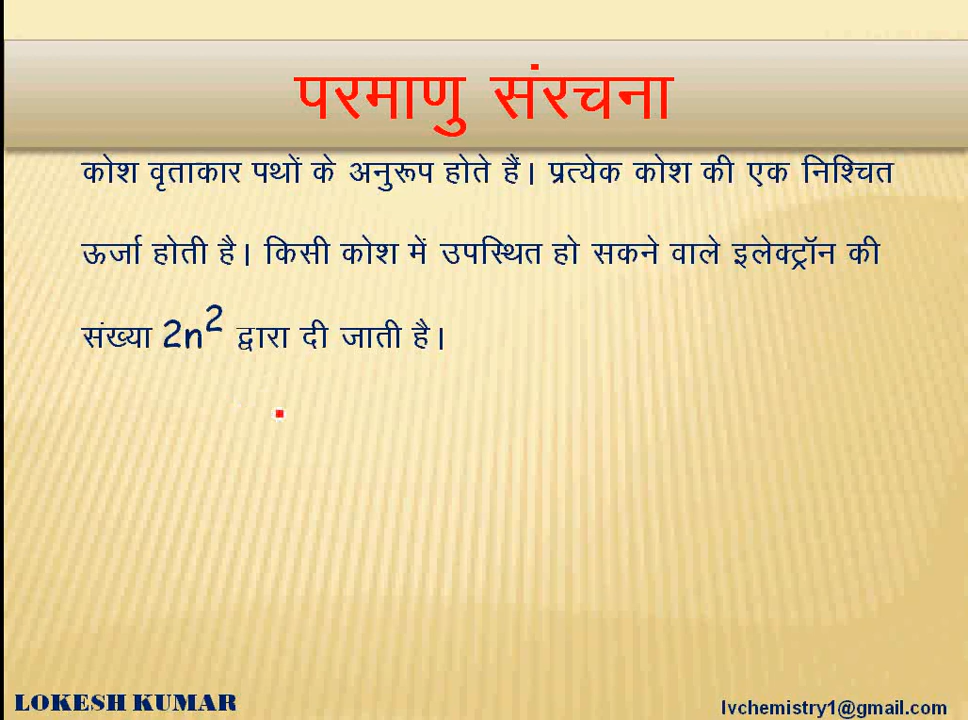 परमाणु संरचना
कोश वृताकार पथों के अनुरूप होते हैं। प्रत्येक कोश की एक निश्चित
ऊर्जा होती है। किसी कोश में उपस्थित हो सकने वाले इलेक्ट्रॉन की
संख्या 2n² द्वारा दी जाती है।
LOKESH KUMAR
lvchemistry1@gmail.com